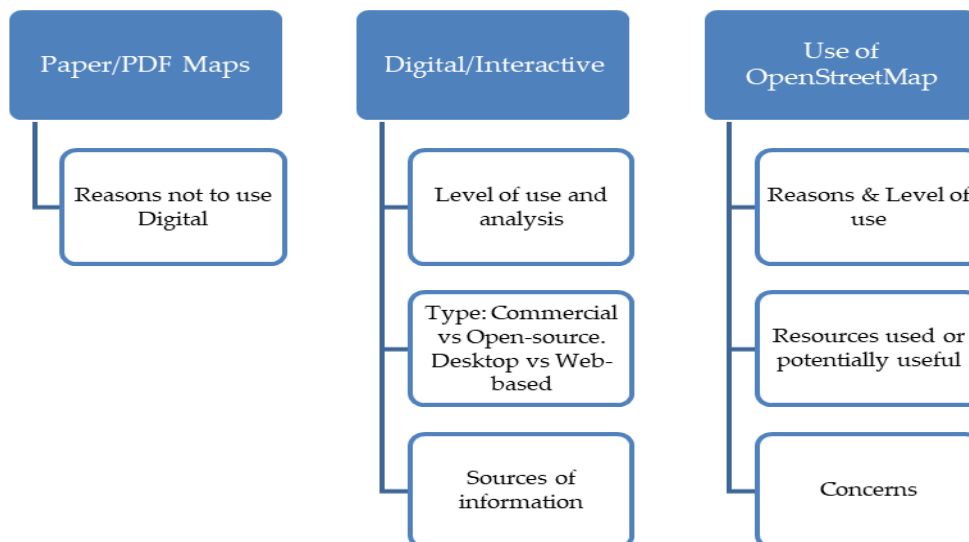 Paper/PDF Maps
Reasons not to use
Digital
Digital/Interactive
Level of use and
analysis
Type: Commercial
vs Open-source.
Desktop vs Web-
based
Sources of
information
Use of
OpenStreetMap
Reasons & Level of
use
Resources used or
potentially useful
Concerns